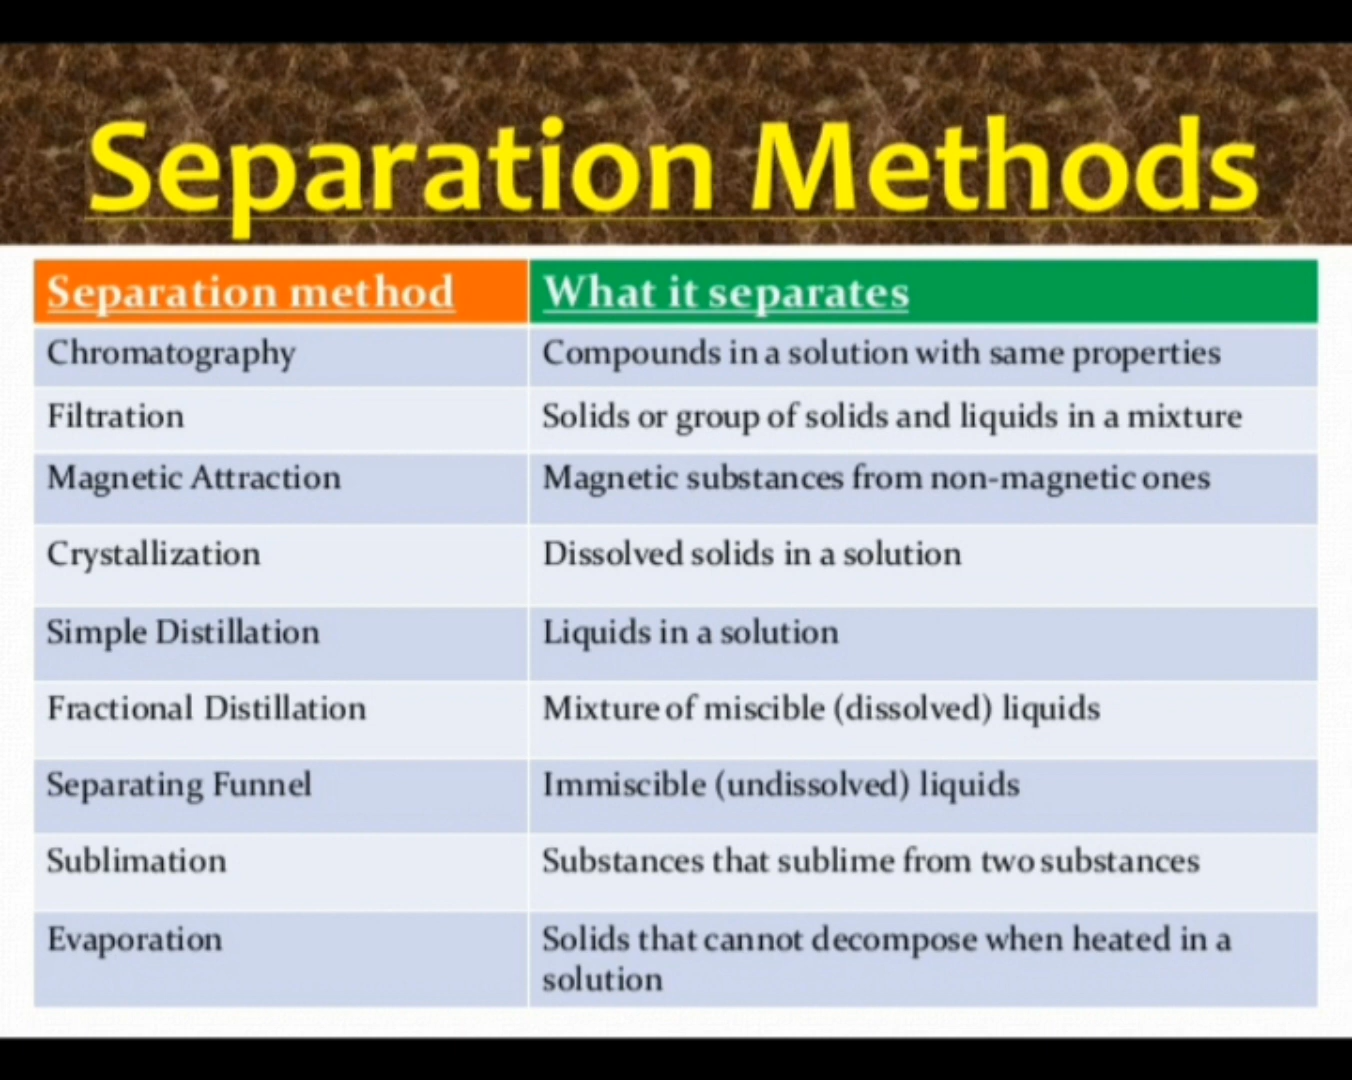 Separation Methods
Separation method
What it separates
Chromatography
Compounds in a solution with same properties
Filtration
Solids or group of solids and liquids in a mixture
Magnetic Attraction
Magnetic substances from non-magnetic ones
Crystallization
Dissolved solids in a solution
Simple Distillation
Liquids in a solution
Fractional Distillation
Mixture of miscible (dissolved) liquids
Separating Funnel
Immiscible (undissolved) liquids
Sublimation
Substances that sublime from two substances
Evaporation
Solids that cannot decompose when heated in a
solution